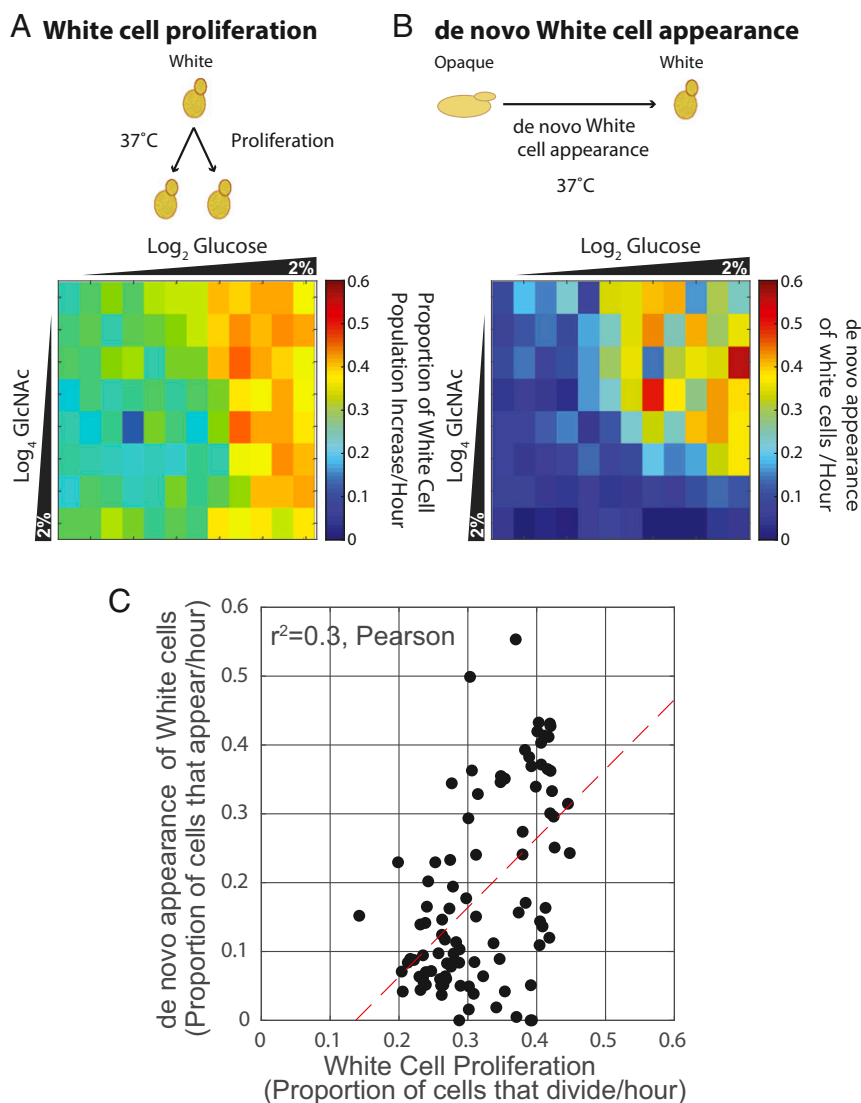 A White cell proliferation
White
37˚C
Proliferation
Log2 Glucose
2%
Log4 GlcNAc
2%
0.6
0.5
0.4
0.3
0.2
0.1
0
Proportion of White Cell
Population Increase/Hour
B de novo White cell appearance
Opaque
White
de novo White
cell appearance
37˚C
Log2 Glucose
2%
Log4 GlcNAc
2%
0.6
0.5
0.4
0.3
0.2
0.1
0
de novo appearance
of white cells /Hour
C
de novo appearance of White cells
(Proportion of cells that appear/hour)
0.6
0.5
0.4
0.3
0.2
0.1
0
r²=0.3, Pearson
0 0.1 0.2 0.3 0.4 0.5 0.6
White Cell Proliferation
(Proportion of cells that divide/hour)